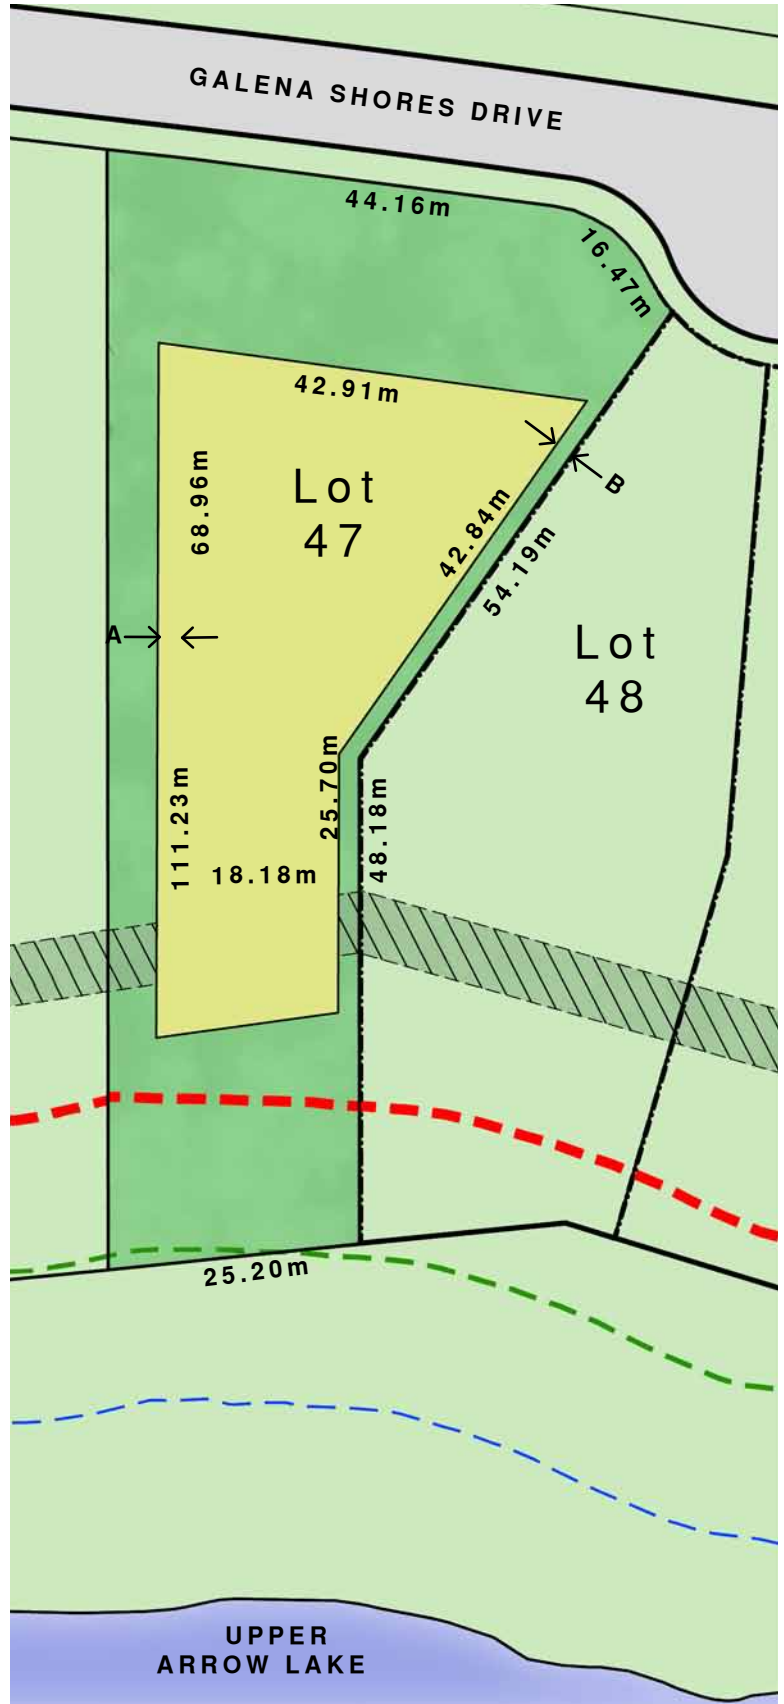 GALENA SHORES DRIVE
44.16m
16.47m
42.91m
68.96m
Lot
47
B
42.84m
54.19m
A
Lot
48
25.70m
111.23m
18.18m
48.18m
25.20m
UPPER
ARROW LAKE